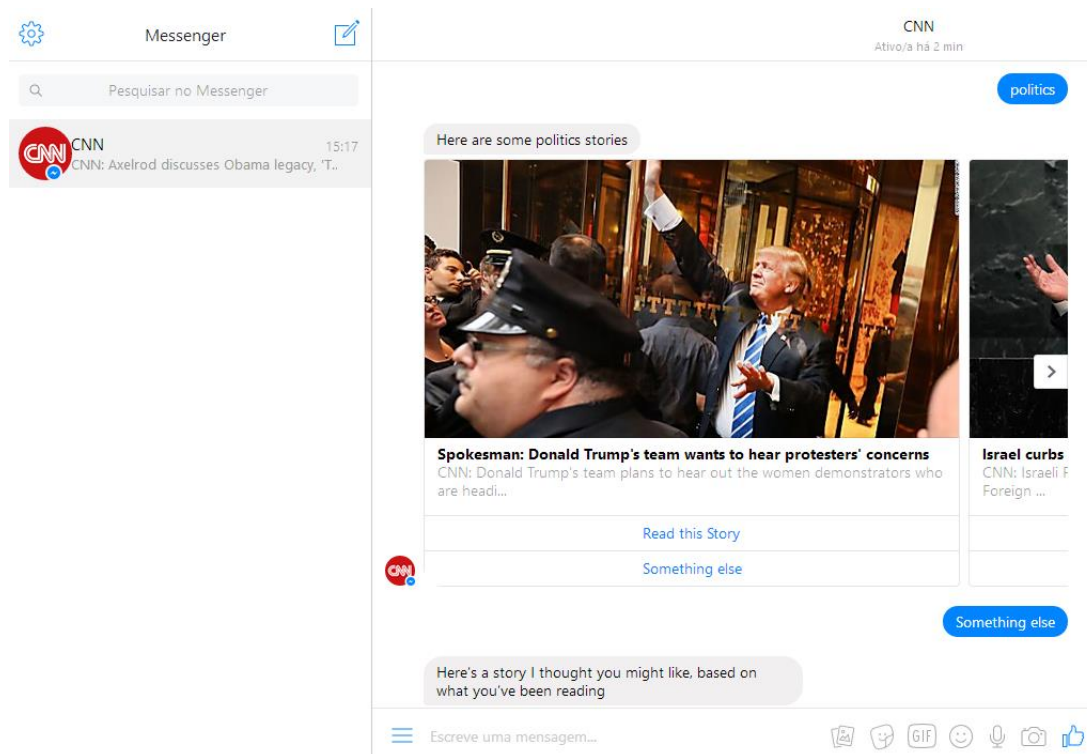 Messenger
Pesquisar no Messenger
CNN
CNN 15:17
CNN: Axelrod discusses Obama legacy, 'T..
CNN
Ativo/a há 2 min
politics
Here are some politics stories
Spokesman: Donald Trump's team wants to hear protesters' concerns
CNN: Donald Trump's team plans to hear out the women demonstrators who
are headi...
Read this Story
Something else
Israel curbs
CNN: Israeli
Foreign ...
CNN
Something else
Here's a story I thought you might like, based on
what you've been reading
Escreve uma mensagem...
GIF